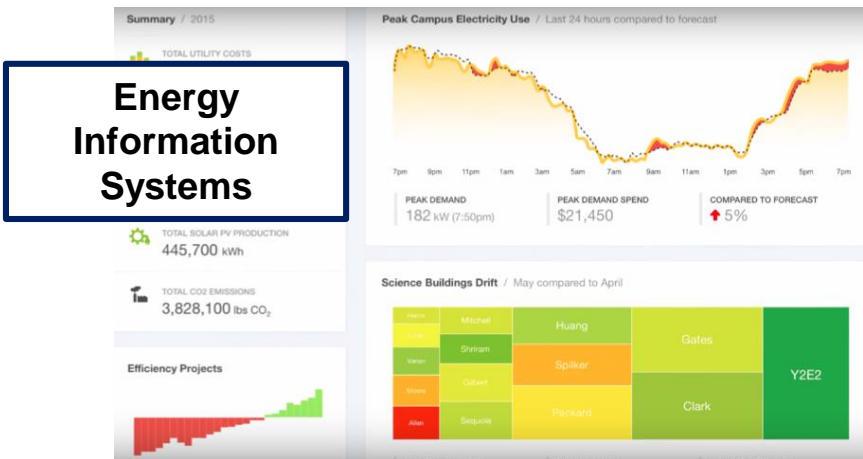 Summary / 2015
TOTAL UTILITY COSTS
Energy
Information
Systems
TOTAL SOLAR PV PRODUCTION
445,700 kWh
TOTAL CO2 EMISSIONS
3,828,100 lbs CO₂
Efficiency Projects
Peak Campus Electricity Use / Last 24 hours compared to forecast
7pm 9pm 11pm 1am 3am 5am 7am 9am 11am 1pm 3pm 5pm 7pm
PEAK DEMAND
182 kW (7:50pm)
PEAK DEMAND SPEND
$21,450
COMPARED TO FORECAST
5%
Science Buildings Drift / May compared to April
Mitchell
Shriram
Gilbert
Sequoia
Varian
Moore
Allen
Huang
Spilker
Packard
Gates
Clark
Y2E2